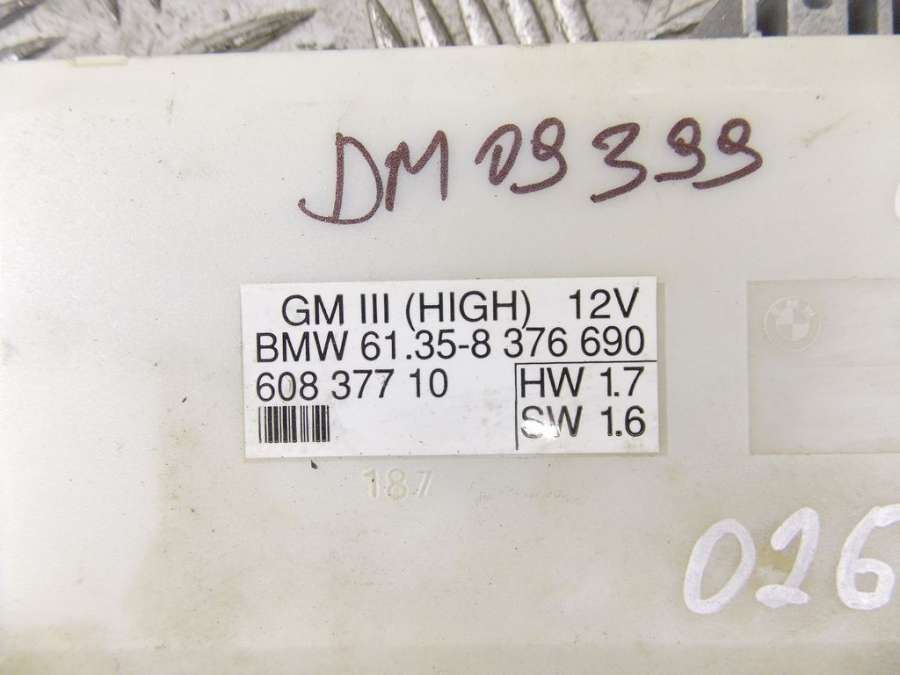 DM 09399
GM III (HIGH) 12V
BMW 61.35-8 376 690
608 377 10
HW 1.7
SW 1.6
187
026